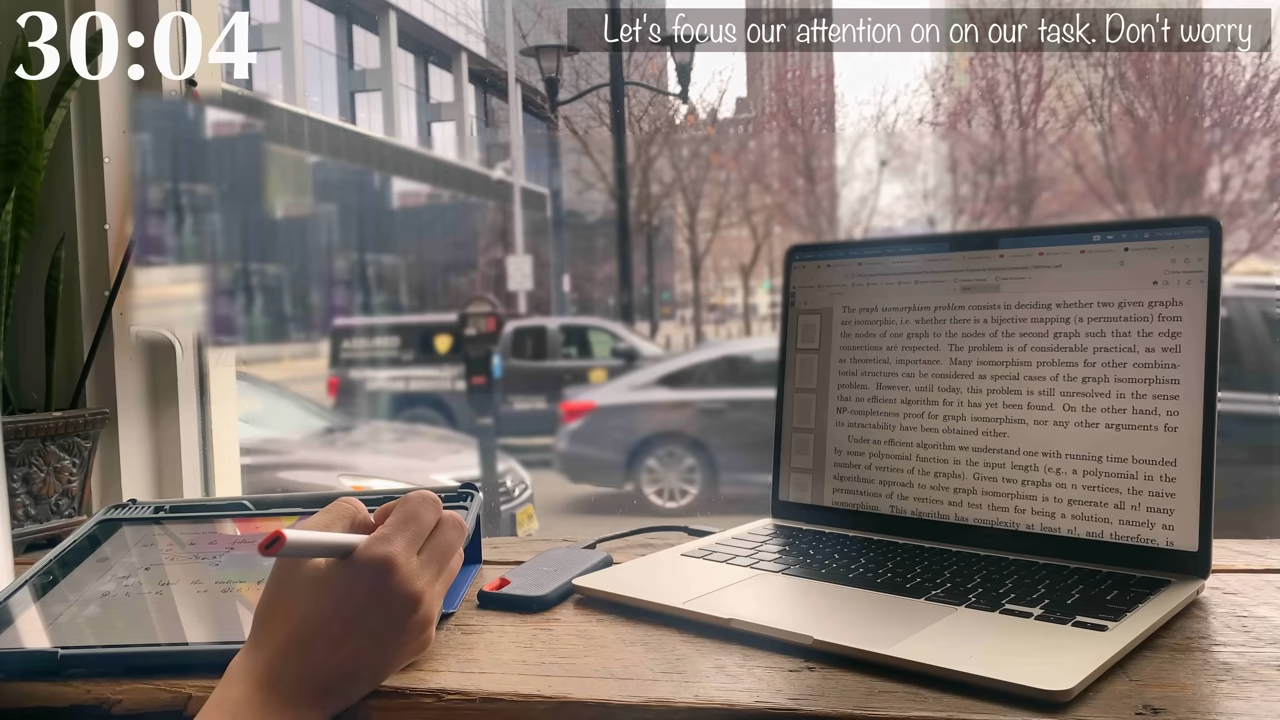 30:04
Let's focus our attention on on our task. Don't worry
The graph isomorphism problem consists in deciding whether two given graphs
are isomorphic, i.e. whether there is a bijective mapping (a permutation) from
the nodes of one graph to the nodes of the second graph such that the edge
connections are respected. The problem is of considerable practical, as well
as theoretical, importance. Many isomorphism problems for other combina-
torial structures can be considered as special cases of the graph isomorphism
problem. However, until today, this problem is still unresolved in the sense
that no efficient algorithm for it has yet been found. On the other hand, no
NP-completeness proof for graph isomorphism, nor any other arguments for
its intractability have been obtained either.
Under an efficient algorithm we understand one with running time bounded
by some polynomial function in the input length (e.g., a polynomial in the
number of vertices of the graphs). Given two graphs on n vertices, the naive
algorithmic approach to solve graph isomorphism is to generate all n! many
permutations of the vertices and test them for being a solution, namely an
isomorphism. This algorithm has complexity at least n!, and therefore, is